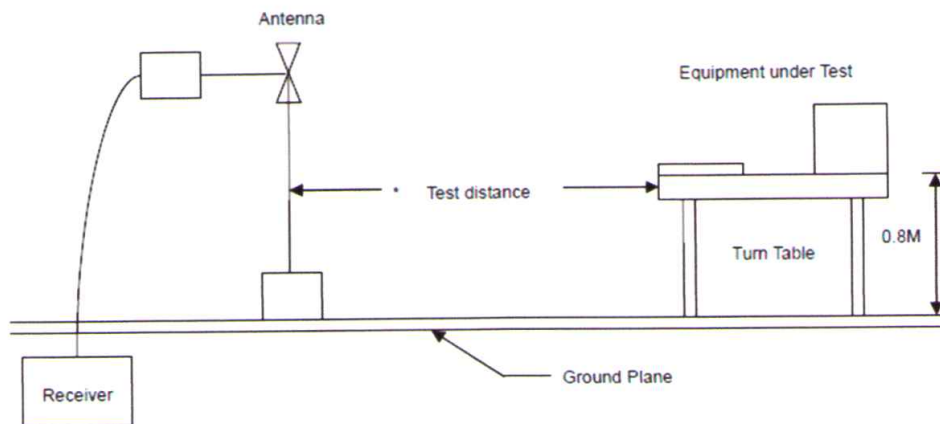 Antenna
Equipment under Test
Test distance
0.8M
Turn Table
Ground Plane
Receiver